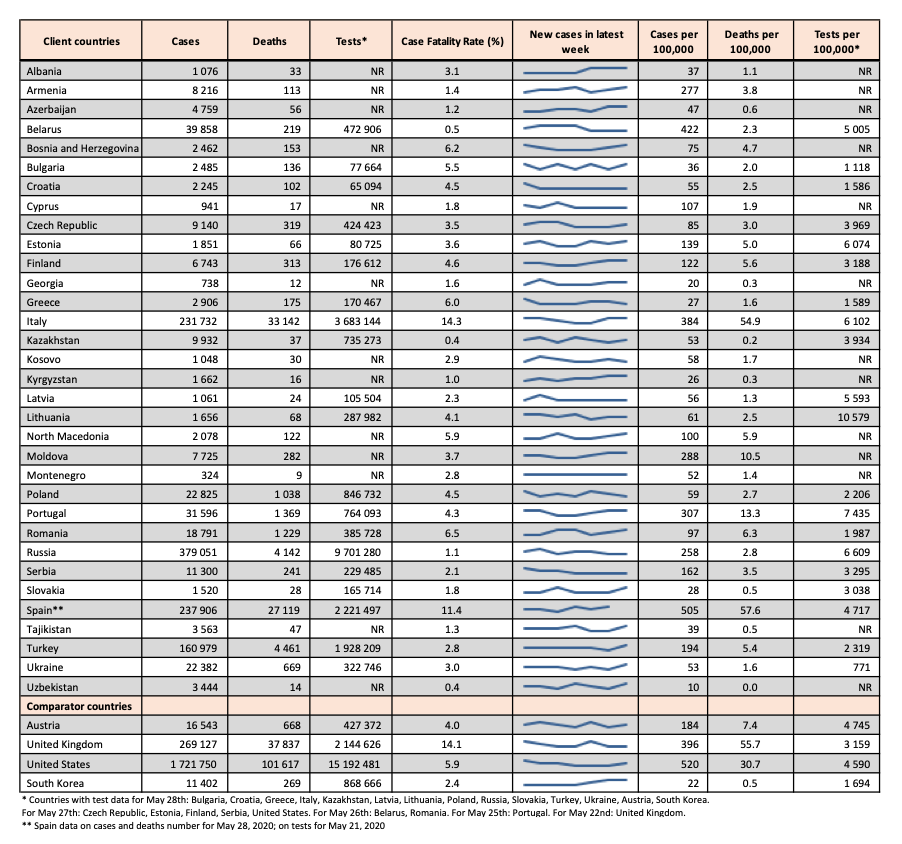 Client countries Cases Deaths Tests* Case Fatality Rate (%) New cases in latest week Cases per 100,000 Deaths per 100,000 Tests per 100,000*
Albania 1 076 33 NR 3.1 37 1.1 NR
Armenia 8 216 113 NR 1.4 277 3.8 NR
Azerbaijan 4 759 56 NR 1.2 47 0.6 NR
Belarus 39 858 219 472 906 0.5 422 2.3 5 005
Bosnia and Herzegovina 2 462 153 NR 6.2 75 4.7 NR
Bulgaria 2 485 136 77 664 5.5 36 2.0 1 118
Croatia 2 245 102 65 094 4.5 55 2.5 1 586
Cyprus 941 17 NR 1.8 107 1.9 NR
Czech Republic 9 140 319 424 423 3.5 85 3.0 3 969
Estonia 1 851 66 80 725 3.6 139 5.0 6 074
Finland 6 743 313 176 612 4.6 122 5.6 3 188
Georgia 738 12 NR 1.6 20 0.3 NR
Greece 2 906 175 170 467 6.0 27 1.6 1 589
Italy 231 732 33 142 3 683 144 14.3 384 54.9 6 102
Kazakhstan 9 932 37 735 273 0.4 53 0.2 3 934
Kosovo 1 048 30 NR 2.9 58 1.7 NR
Kyrgyzstan 1 662 16 NR 1.0 26 0.3 NR
Latvia 1 061 24 105 504 2.3 56 1.3 5 593
Lithuania 1 656 68 287 982 4.1 61 2.5 10 579
North Macedonia 2 078 122 NR 5.9 100 5.9 NR
Moldova 7 725 282 NR 3.7 288 10.5 NR
Montenegro 324 9 NR 2.8 52 1.4 NR
Poland 22 825 1 038 846 732 4.5 59 2.7 2 206
Portugal 31 596 1 369 764 093 4.3 307 13.3 7 435
Romania 18 791 1 229 385 728 6.5 97 6.3 1 987
Russia 379 051 4 142 9 701 280 1.1 258 2.8 6 609
Serbia 11 300 241 229 485 2.1 162 3.5 3 295
Slovakia 1 520 28 165 714 1.8 28 0.5 3 038
Spain** 237 906 27 119 2 221 497 11.4 505 57.6 4 717
Tajikistan 3 563 47 NR 1.3 39 0.5 NR
Turkey 160 979 4 461 1 928 209 2.8 194 5.4 2 319
Ukraine 22 382 669 322 746 3.0 53 1.6 771
Uzbekistan 3 444 14 NR 0.4 10 0.0 NR
Comparator countries
Austria 16 543 668 427 372 4.0 184 7.4 4 745
United Kingdom 269 127 37 837 2 144 626 14.1 396 55.7 3 159
United States 1 721 750 101 617 15 192 481 5.9 520 30.7 4 590
South Korea 11 402 269 868 666 2.4 22 0.5 1 694
* Countries with test data for May 28th: Bulgaria, Croatia, Greece, Italy, Kazakhstan, Latvia, Lithuania, Poland, Russia, Slovakia, Turkey, Ukraine, Austria, South Korea.
For May 27th: Czech Republic, Estonia, Finland, Serbia, United States. For May 26th: Belarus, Romania. For May 25th: Portugal. For May 22nd: United Kingdom.
** Spain data on cases and deaths number for May 28, 2020; on tests for May 21, 2020